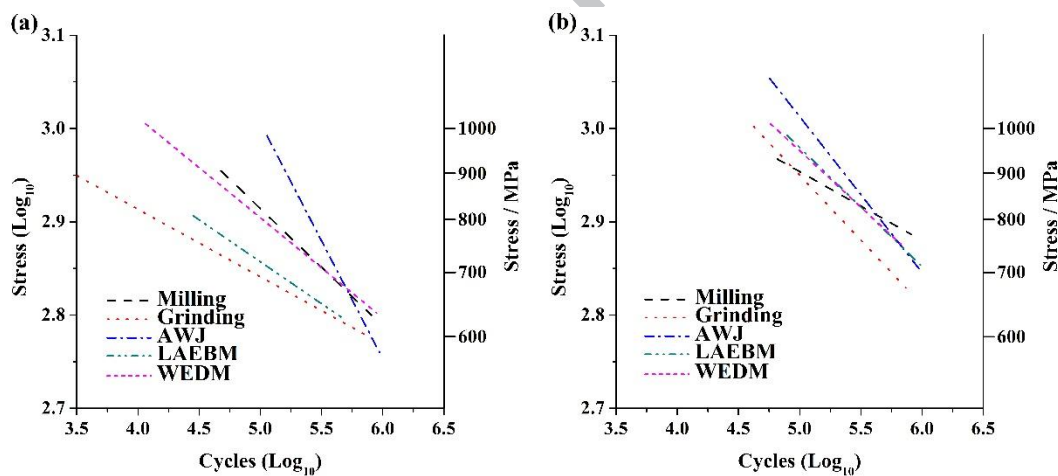 (a)
3.1
3.0
2.9
2.8
2.7
Stress (Log10)
1000
900
800
700
600
Stress / MPa
Milling
Grinding
AWJ
LAEBM
WEDM
3.5 4.0 4.5 5.0 5.5 6.0 6.5
Cycles (Log10)
(b)
3.1
3.0
2.9
2.8
2.7
Stress (Log10)
1000
900
800
700
600
Stress / MPa
Milling
Grinding
AWJ
LAEBM
WEDM
3.5 4.0 4.5 5.0 5.5 6.0 6.5
Cycles (Log10)